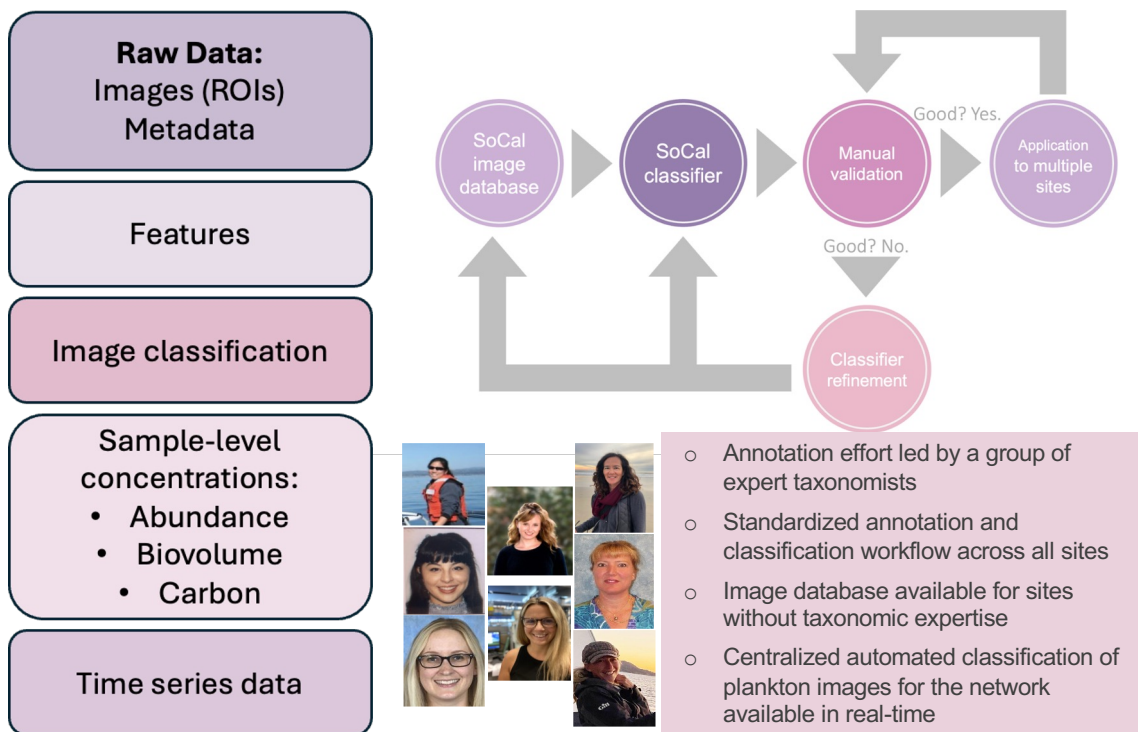 Raw Data:
Images (ROIs)
Metadata
Features
Image classification
Sample-level
concentrations:
• Abundance
• Biovolume
• Carbon
Time series data
SoCal
image
database
SoCal
classifier
Manual
validation
Good? Yes.
Application
to multiple
sites
Good? No.
Classifier
refinement
o Annotation effort led by a group of
expert taxonomists
o Standardized annotation and
classification workflow across all sites
o Image database available for sites
without taxonomic expertise
o Centralized automated classification of
plankton images for the network
available in real-time